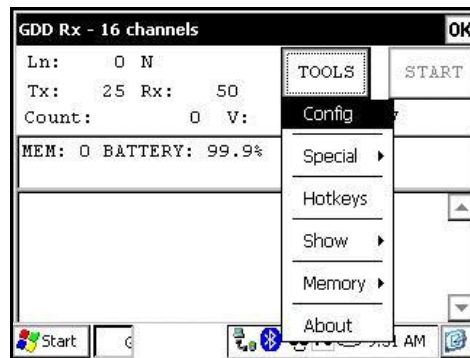 GDD Rx - 16 channels OK
Ln: 0 N
TOOLS START
Tx: 25 Rx: 50
Count: 0 V:
Config
MEM: 0 BATTERY: 99.9%
Special
Hotkeys
Show
Memory
About
Start AM